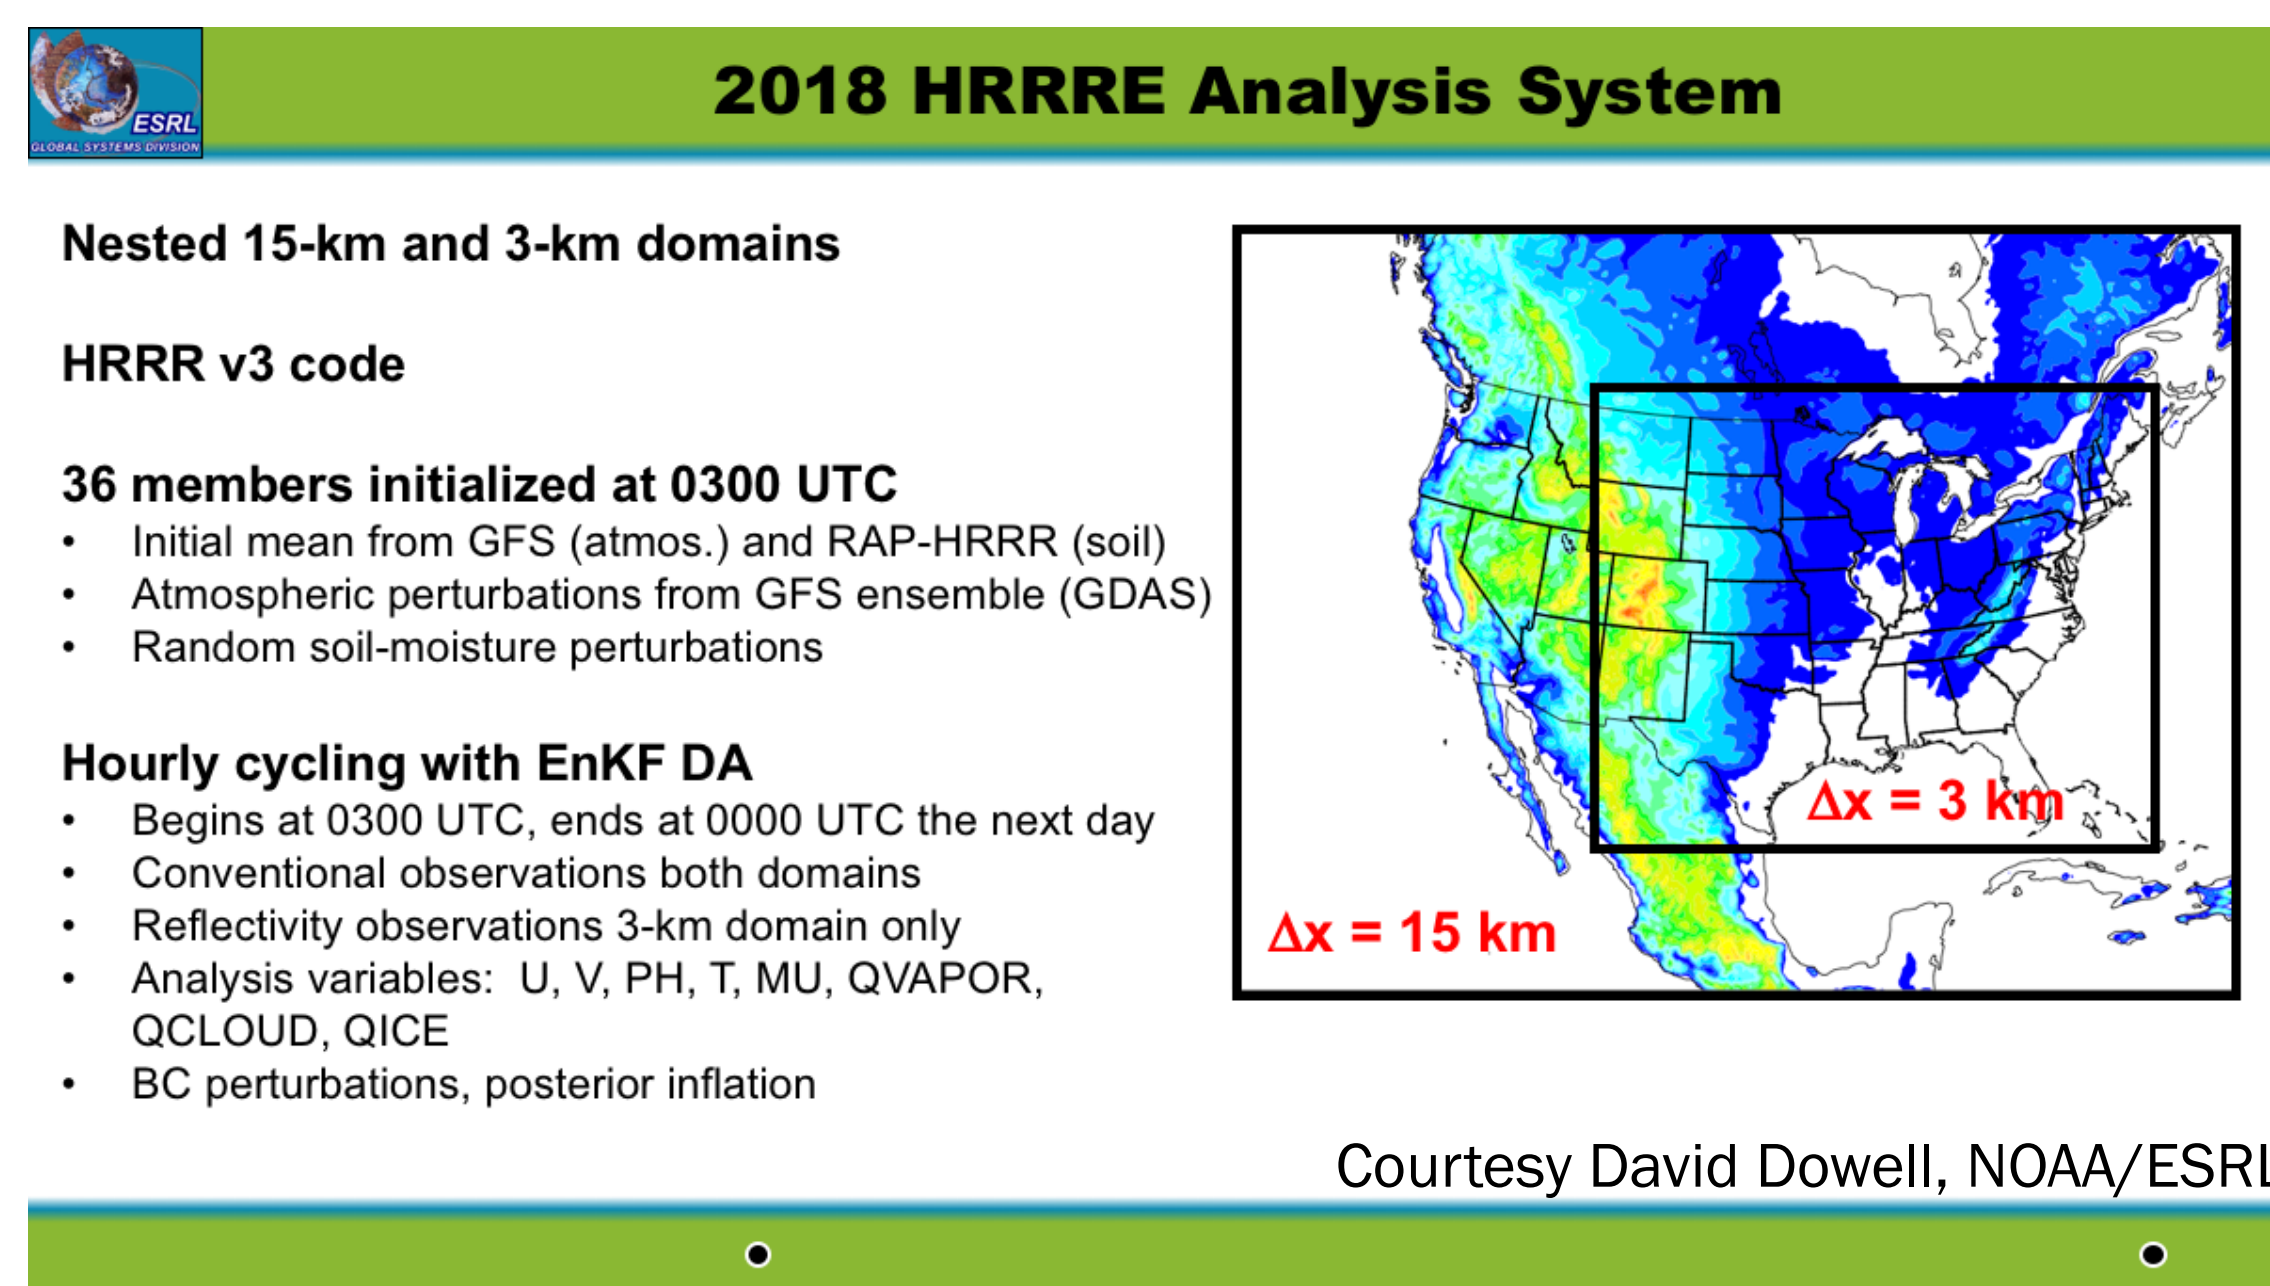 ESRL
GLOBAL SYSTEMS DIVISION
2018 HRRRE Analysis System
Nested 15-km and 3-km domains
HRRR v3 code
36 members initialized at 0300 UTC
• Initial mean from GFS (atmos.) and RAP-HRRR (soil)
• Atmospheric perturbations from GFS ensemble (GDAS)
• Random soil-moisture perturbations
Hourly cycling with EnKF DA
• Begins at 0300 UTC, ends at 0000 UTC the next day
• Conventional observations both domains
• Reflectivity observations 3-km domain only
• Analysis variables:  U, V, PH, T, MU, QVAPOR,
QCLOUD, QICE
• BC perturbations, posterior inflation
Δx = 3 km
Δx = 15 km
Courtesy David Dowell, NOAA/ESRL